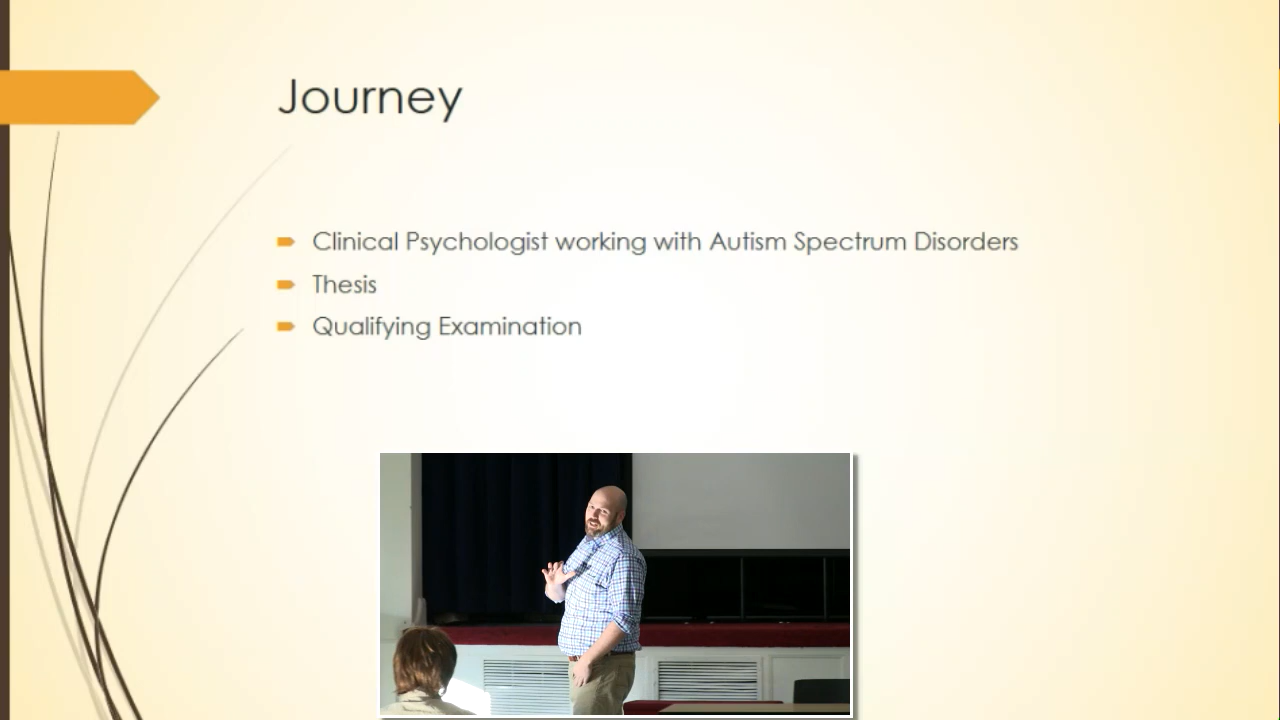 Journey
Clinical Psychologist working with Autism Spectrum Disorders
Thesis
Qualifying Examination